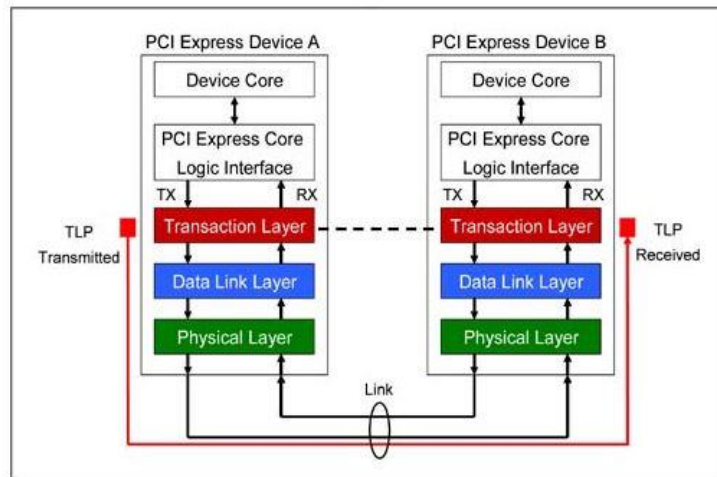 PCI Express Device A
PCI Express Device B
Device Core
Device Core
PCI Express Core
Logic Interface
PCI Express Core
Logic Interface
TX
RX
TX
RX
TLP
Transmitted
Transaction Layer
Transaction Layer
TLP
Received
Data Link Layer
Data Link Layer
Physical Layer
Physical Layer
Link